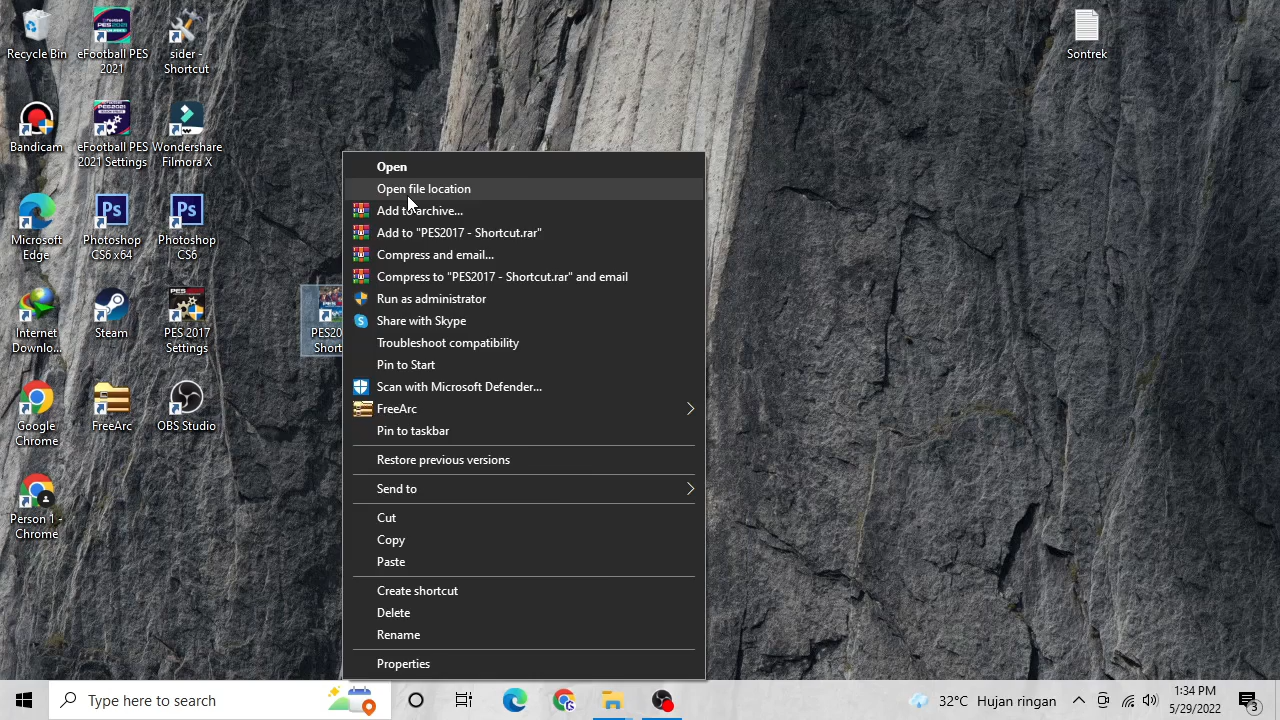 Recycle Bin
eFootball PES
2021
sider -
Shortcut
Sontrek
Bandicam
eFootball PES
2021 Settings
Wondershare
Filmora X
Microsoft
Edge
Photoshop
CS6 x64
Photoshop
CS6
Internet
Downlo...
Steam
PES 2017
Settings
Google
Chrome
FreeArc
OBS Studio
Person 1 -
Chrome
Open
Open file location
Add to archive...
Add to "PES2017 - Shortcut.rar"
Compress and email...
Compress to "PES2017 - Shortcut.rar" and email
Run as administrator
Share with Skype
Troubleshoot compatibility
Pin to Start
Scan with Microsoft Defender...
FreeArc
Pin to taskbar
Restore previous versions
Send to
Cut
Copy
Paste
Create shortcut
Delete
Rename
Properties
Type here to search
32°C Hujan ringan
1:34 PM
5/29/2022
3